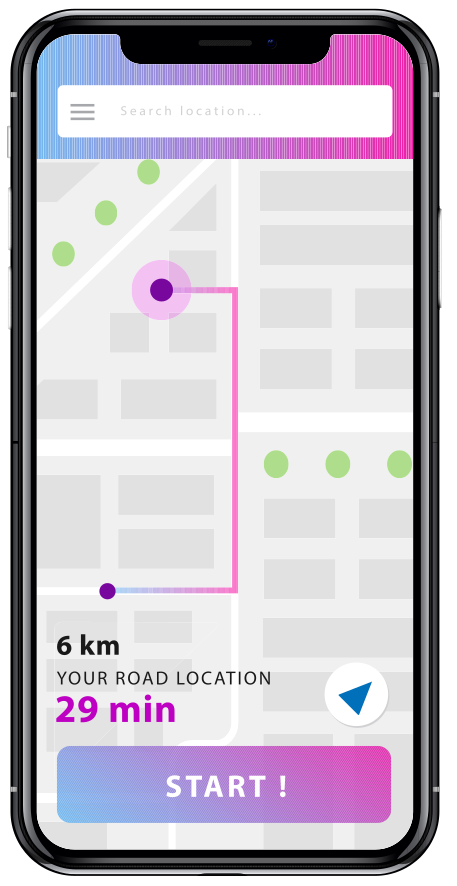 Search location...
6 km
YOUR ROAD LOCATION
29 min
START !